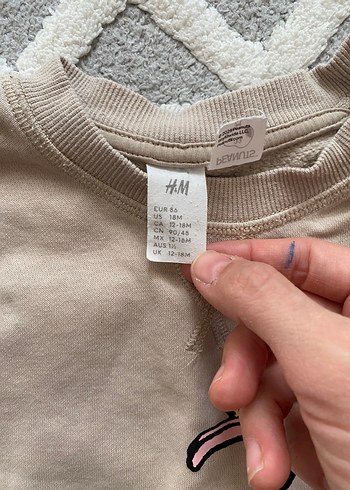 H&M
EUR 86
US 18M
CA 12-18M
CN 90/48
MX 12-18M
AUS 1½
UK 12-18M
PEANUTS